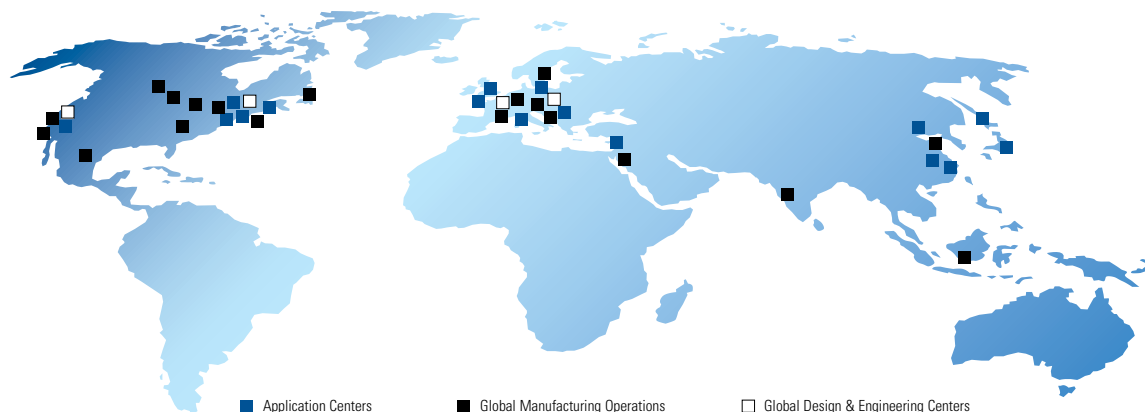 Application Centers
Global Manufacturing Operations
Global Design & Engineering Centers